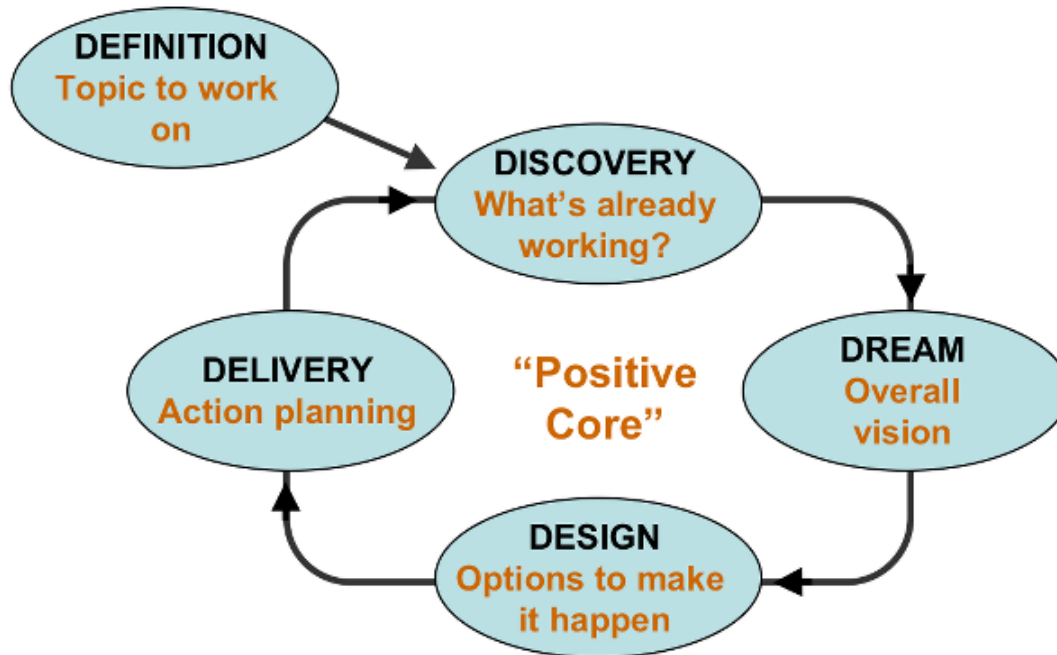 DEFINITION
Topic to work
on
DISCOVERY
What's already
working?
DREAM
Overall
vision
DESIGN
Options to make
it happen
DELIVERY
Action planning
“Positive
Core”